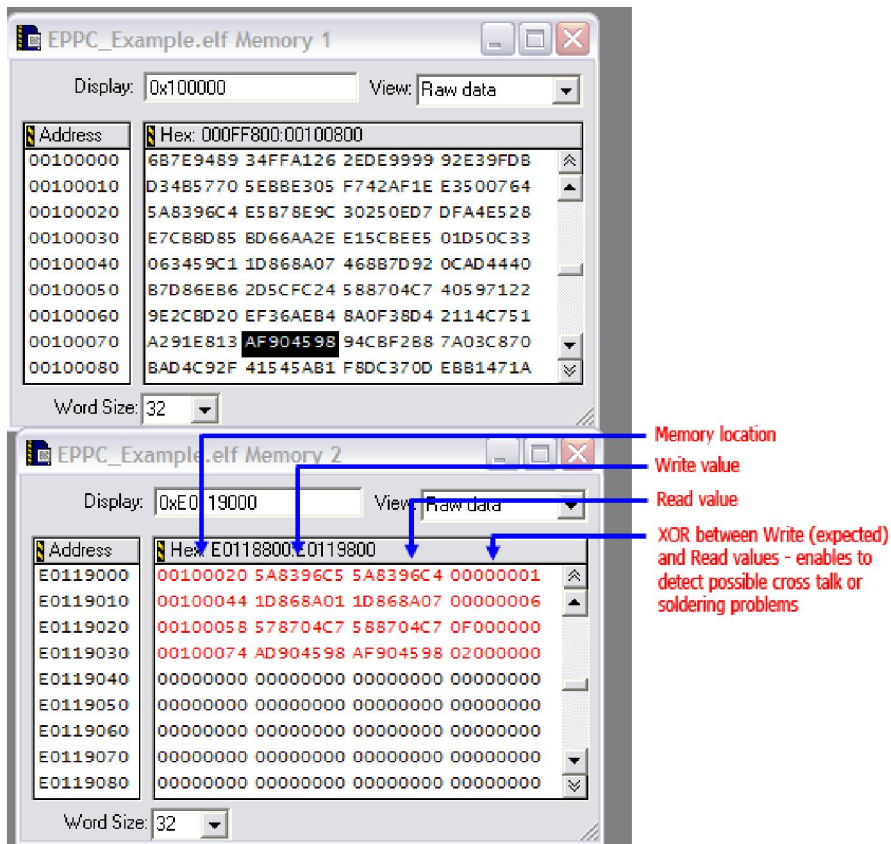 EPPC_Example.elf Memory 1
Display: 0x100000 View: Raw data
Address Hex: 000FF800:00100800
00100000 6B7E9489 34FFA126 2EDE9999 92E39FDB
00100010 D34B5770 5EBBE305 F742AF1E E3500764
00100020 5A8396C4 E5B78E9C 30250ED7 DFA4E528
00100030 E7CBBD85 BD66AA2E E15CBEE5 01D50C33
00100040 063459C1 1D868A07 468B7D92 0CAD4440
00100050 B7D86EB6 2D5CFC24 588704C7 40597122
00100060 9E2CBD20 EF36AEB4 8A0F38D4 2114C751
00100070 A291E813 AF904598 94CBF2B8 7A03C870
00100080 BAD4C92F 41545AB1 F8DC370D EBB1471A
Word Size: 32
EPPC_Example.elf Memory 2
Memory location
Write value
Display: 0xE0119000 View: Raw data
Read value
XOR between Write (expected)
and Read values - enables to
detect possible cross talk or
soldering problems
Address Hex: E0118800:E0119800
E0119000 00100020 5A8396C5 5A8396C4 00000001
E0119010 00100044 1D868A01 1D868A07 00000006
E0119020 00100058 578704C7 588704C7 0F000000
E0119030 00100074 AD904598 AF904598 02000000
E0119040 00000000 00000000 00000000 00000000
E0119050 00000000 00000000 00000000 00000000
E0119060 00000000 00000000 00000000 00000000
E0119070 00000000 00000000 00000000 00000000
E0119080 00000000 00000000 00000000 00000000
Word Size: 32